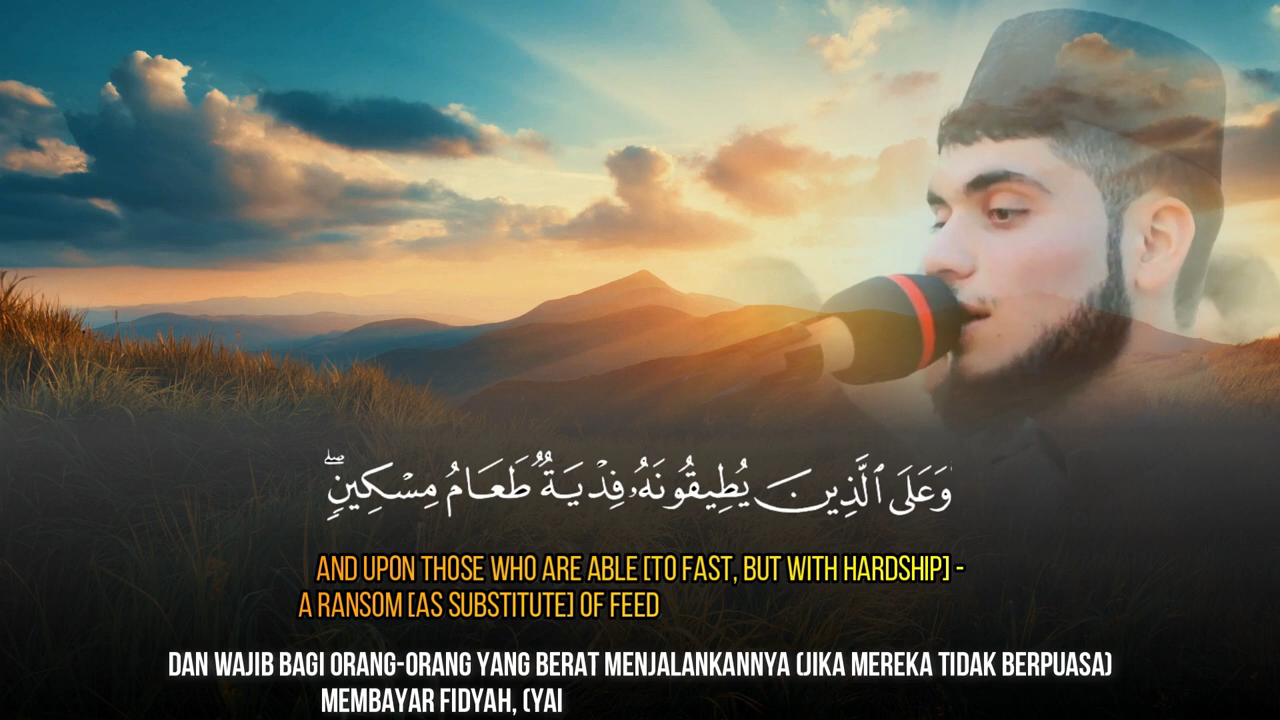 وَعَلَى ٱلَّذِينَ يُطِيقُونَهُۥ فِدْيَةٌ طَعَامُ مِسْكِينٍۖ
AND UPON THOSE WHO ARE ABLE [TO FAST, BUT WITH HARDSHIP] -
A RANSOM [AS SUBSTITUTE] OF FEED
DAN WAJIB BAGI ORANG-ORANG YANG BERAT MENJALANKANNYA (JIKA MEREKA TIDAK BERPUASA)
MEMBAYAR FIDYAH, (YAI